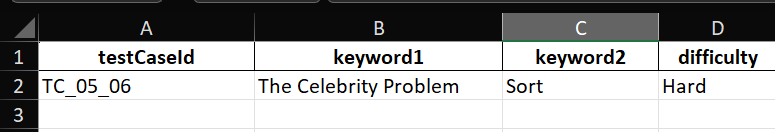 A B C D
1 testCaseId keyword1 keyword2 difficulty
2 TC_05_06 The Celebrity Problem Sort Hard
3